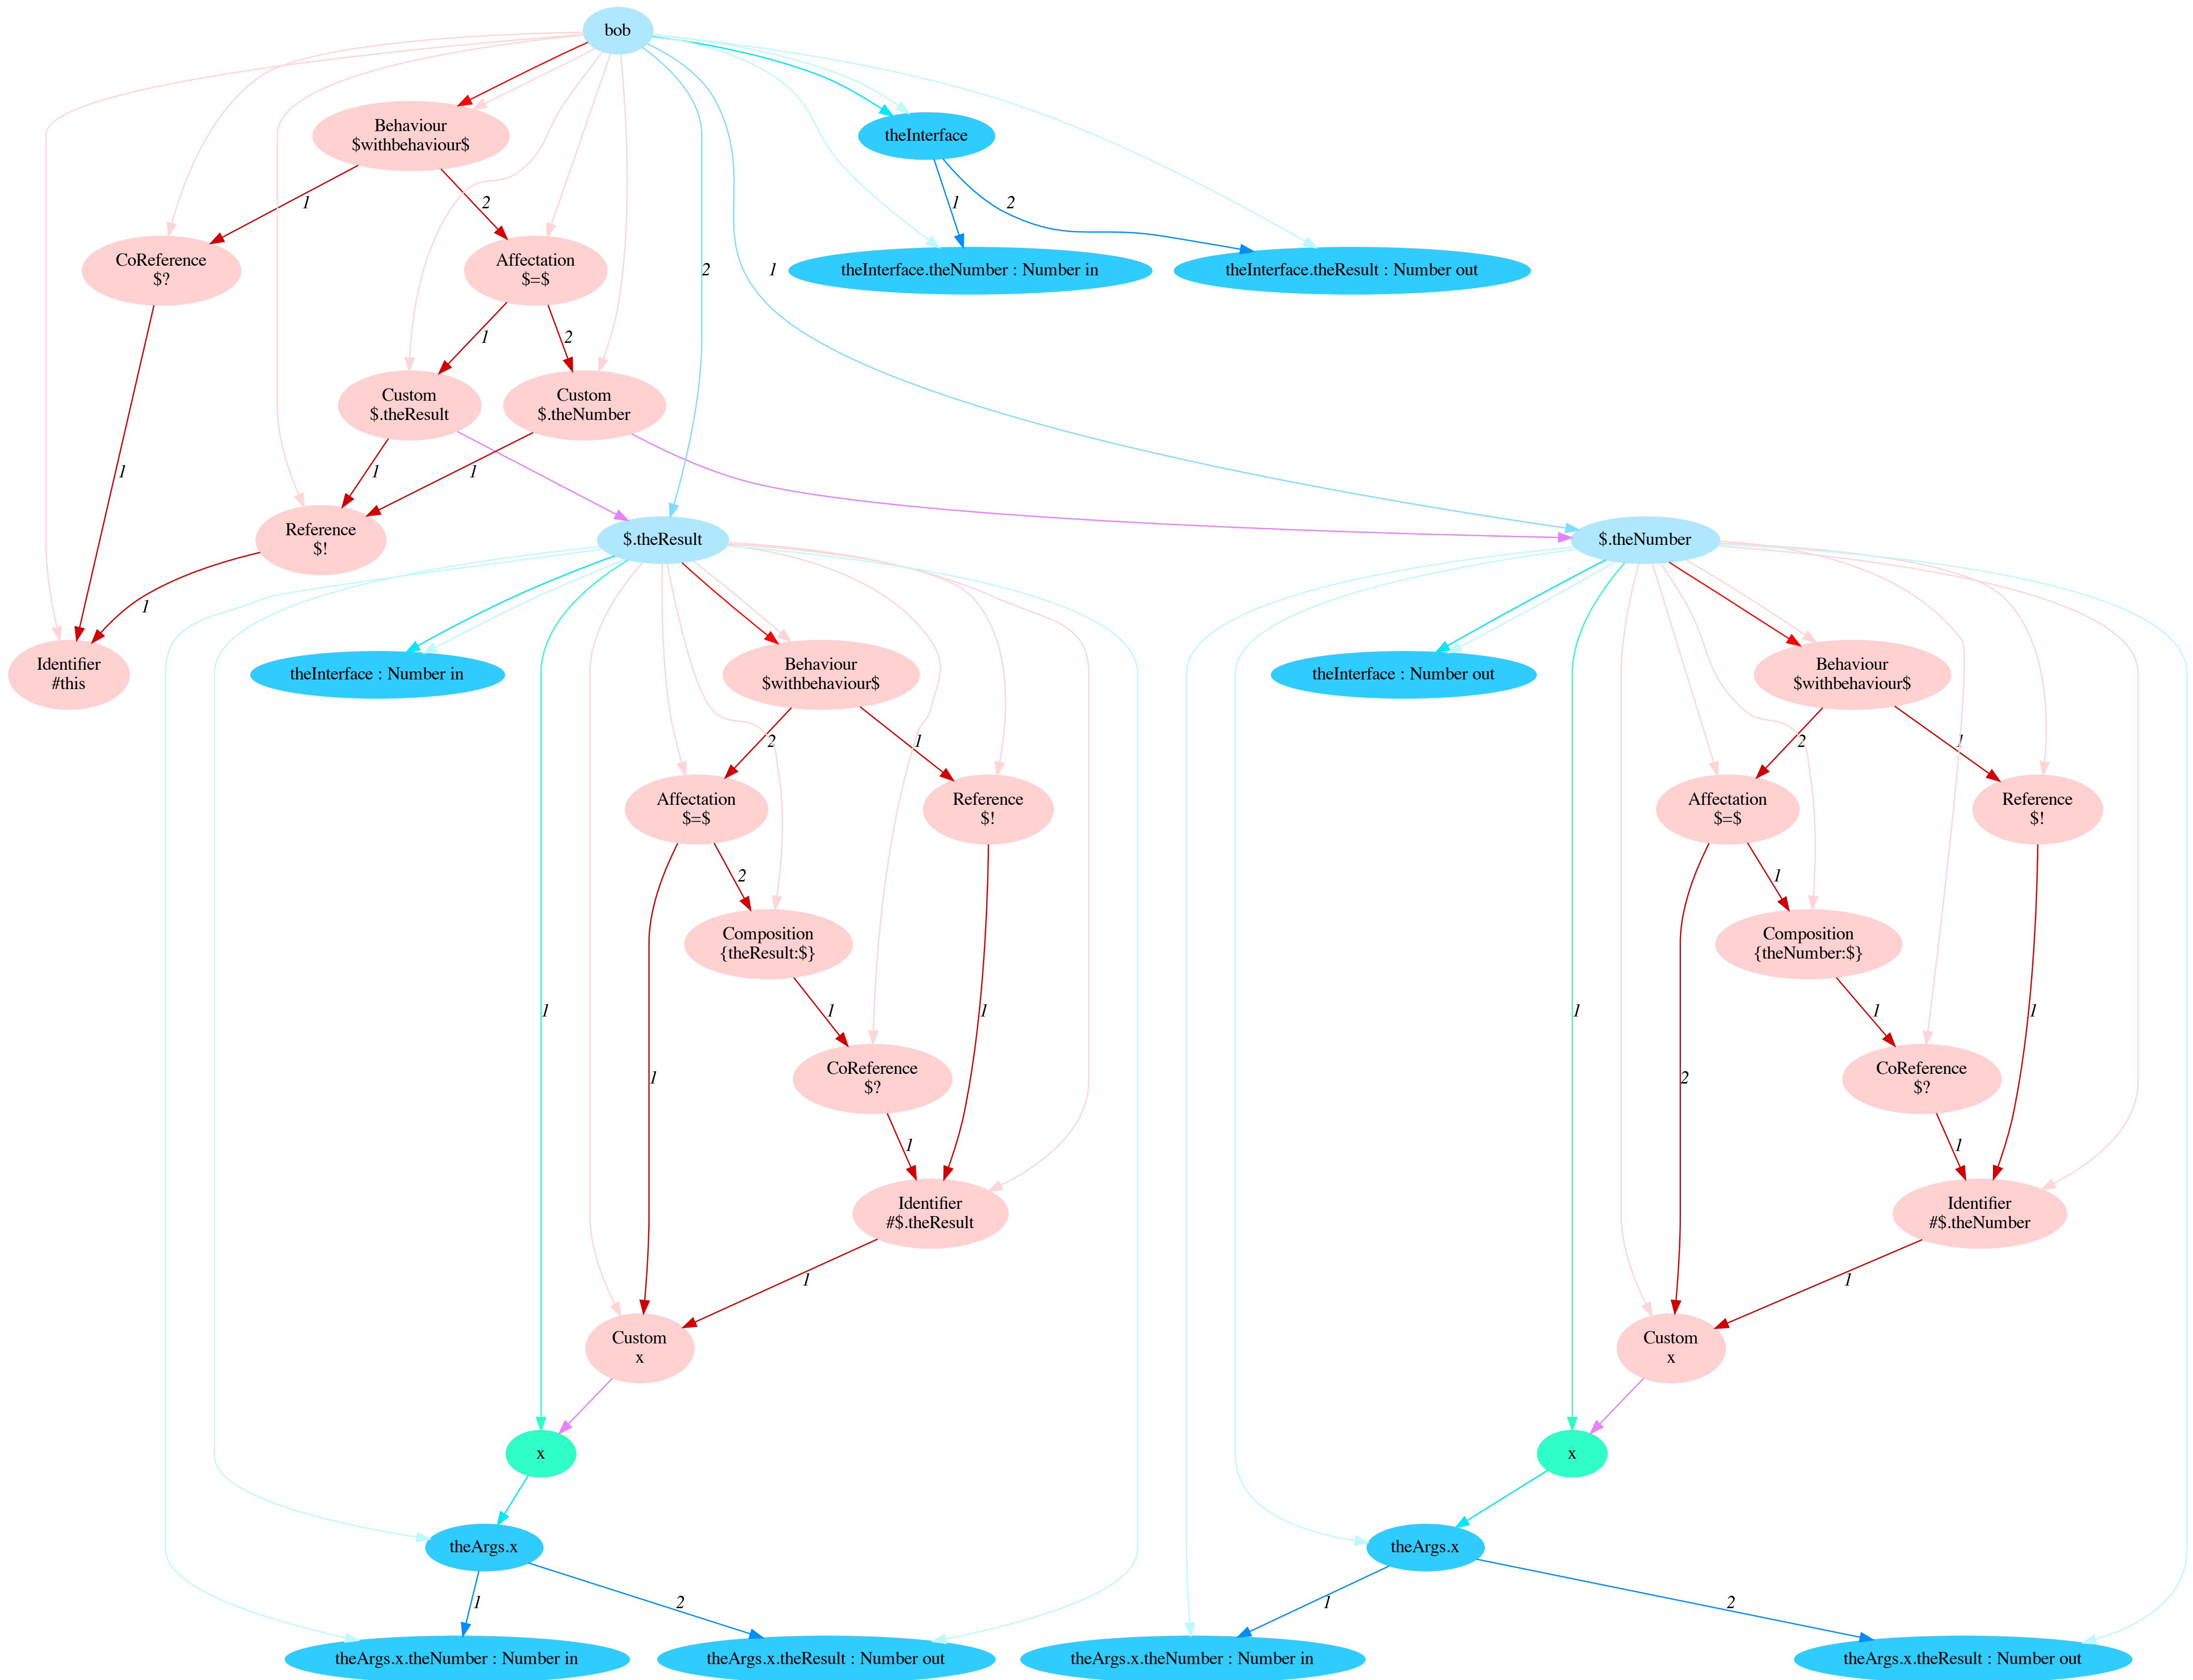 bob
Behaviour
$withbehaviour$
theInterface
1
2
1
2
CoReference
$?
Affectation
$=$
2
1
theInterface.theNumber : Number in
theInterface.theResult : Number out
1
2
Custom
$.theResult
Custom
$.theNumber
1
1
1
Reference
$!
$.theResult
$.theNumber
1
Identifier
#this
theInterface : Number in
Behaviour
$withbehaviour$
theInterface : Number out
Behaviour
$withbehaviour$
2
1
2
1
Affectation
$=$
Reference
$!
Affectation
$=$
Reference
$!
2
1
Composition
{theResult:$}
Composition
{theNumber:$}
1
1
1
1
1
1
CoReference
$?
CoReference
$?
1
2
1
1
Identifier
#$.theResult
Identifier
#$.theNumber
1
1
Custom
x
Custom
x
x
x
theArgs.x
theArgs.x
1
2
1
2
theArgs.x.theNumber : Number in
theArgs.x.theResult : Number out
theArgs.x.theNumber : Number in
theArgs.x.theResult : Number out